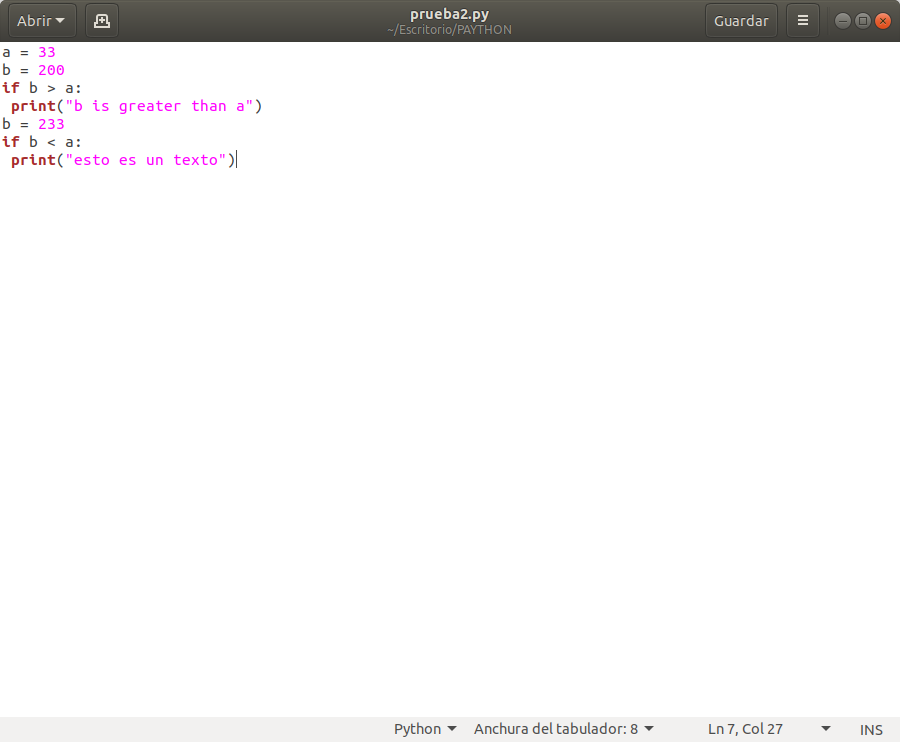 Abrir
prueba2.py
~/Escritorio/PAYTHON
Guardar
a = 33
b = 200
if b > a:
 print("b is greater than a")
b = 233
if b < a:
 print("esto es un texto")
Python
Anchura del tabulador: 8
Ln 7, Col 27
INS